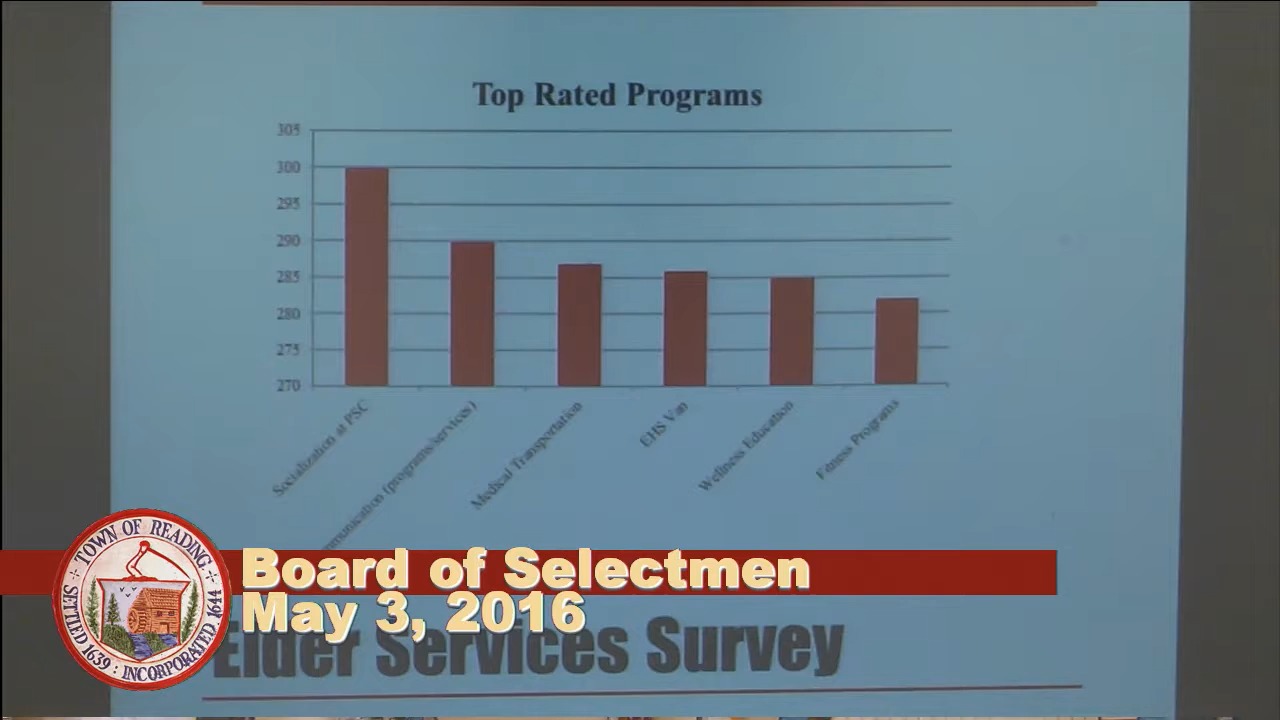 Top Rated Programs
305
300
295
290
285
280
275
270
Socialization at PSC
(programs/services)
Medical Transportation
EHS Van
Wellness Education
Fitness Programs
TOWN OF READING
SETTLED 1639 : INCORPORATED 1644
Board of Selectmen
May 3, 2016
Elder Services Survey